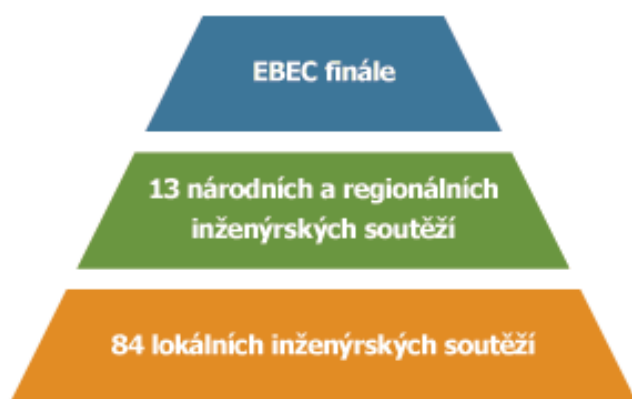 EBEC finále
13 národních a regionálních
inženýrských soutěží
84 lokálních inženýrských soutěží